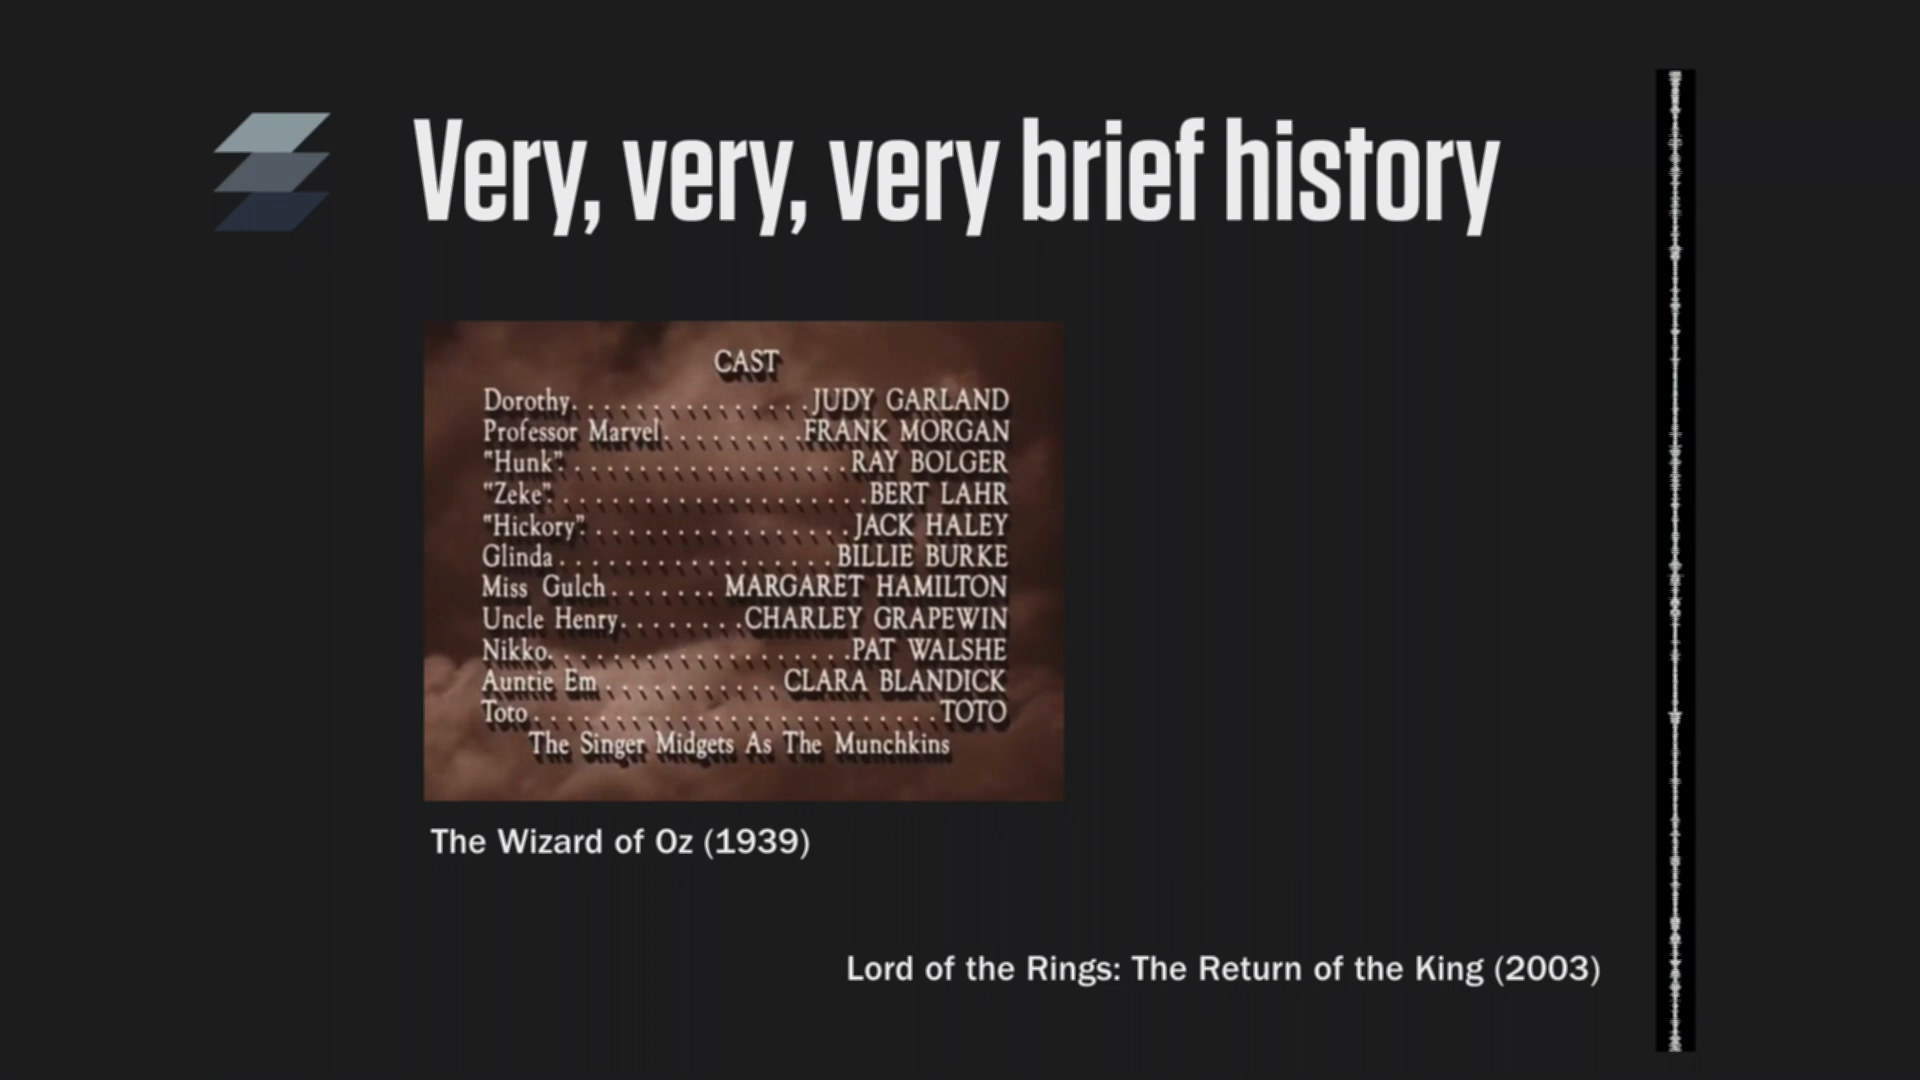 Very, very, very brief history
CAST
Dorthy. . . . . . . . . . . . . . . JUDY GARLAND
Professor Marvel. . . . . . . . . FRANK MORGAN
"Hunk". . . . . . . . . . . . . . . . . RAY BOLGER
"Zeke". . . . . . . . . . . . . . . . . . . BERT LAHR
"Hickory". . . . . . . . . . . . . . . . JACK HALEY
Glinda . . . . . . . . . . . . . . . . . BILLIE BURKE
Miss Gulch . . . . . . . MARGARET HAMILTON
Uncle Henry. . . . . . . . CHARLEY GRAPEWIN
Nikko. . . . . . . . . . . . . . . . . . PAT WALSHE
Auntie Em . . . . . . . . . . . CLARA BLANDICK
Toto . . . . . . . . . . . . . . . . . . . . . . . . TOTO
The Singer Midgets As The Munchkins
The Wizard of Oz (1939)
Lord of the Rings: The Return of the King (2003)